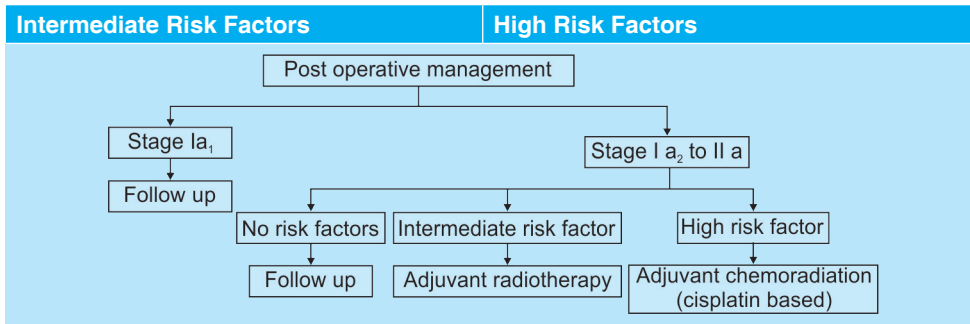 Intermediate Risk Factors
High Risk Factors
Post operative management
Stage Ia₁
Stage I a₂ to II a
Follow up
No risk factors
Intermediate risk factor
High risk factor
Follow up
Adjuvant radiotherapy
Adjuvant chemoradiation
(cisplatin based)